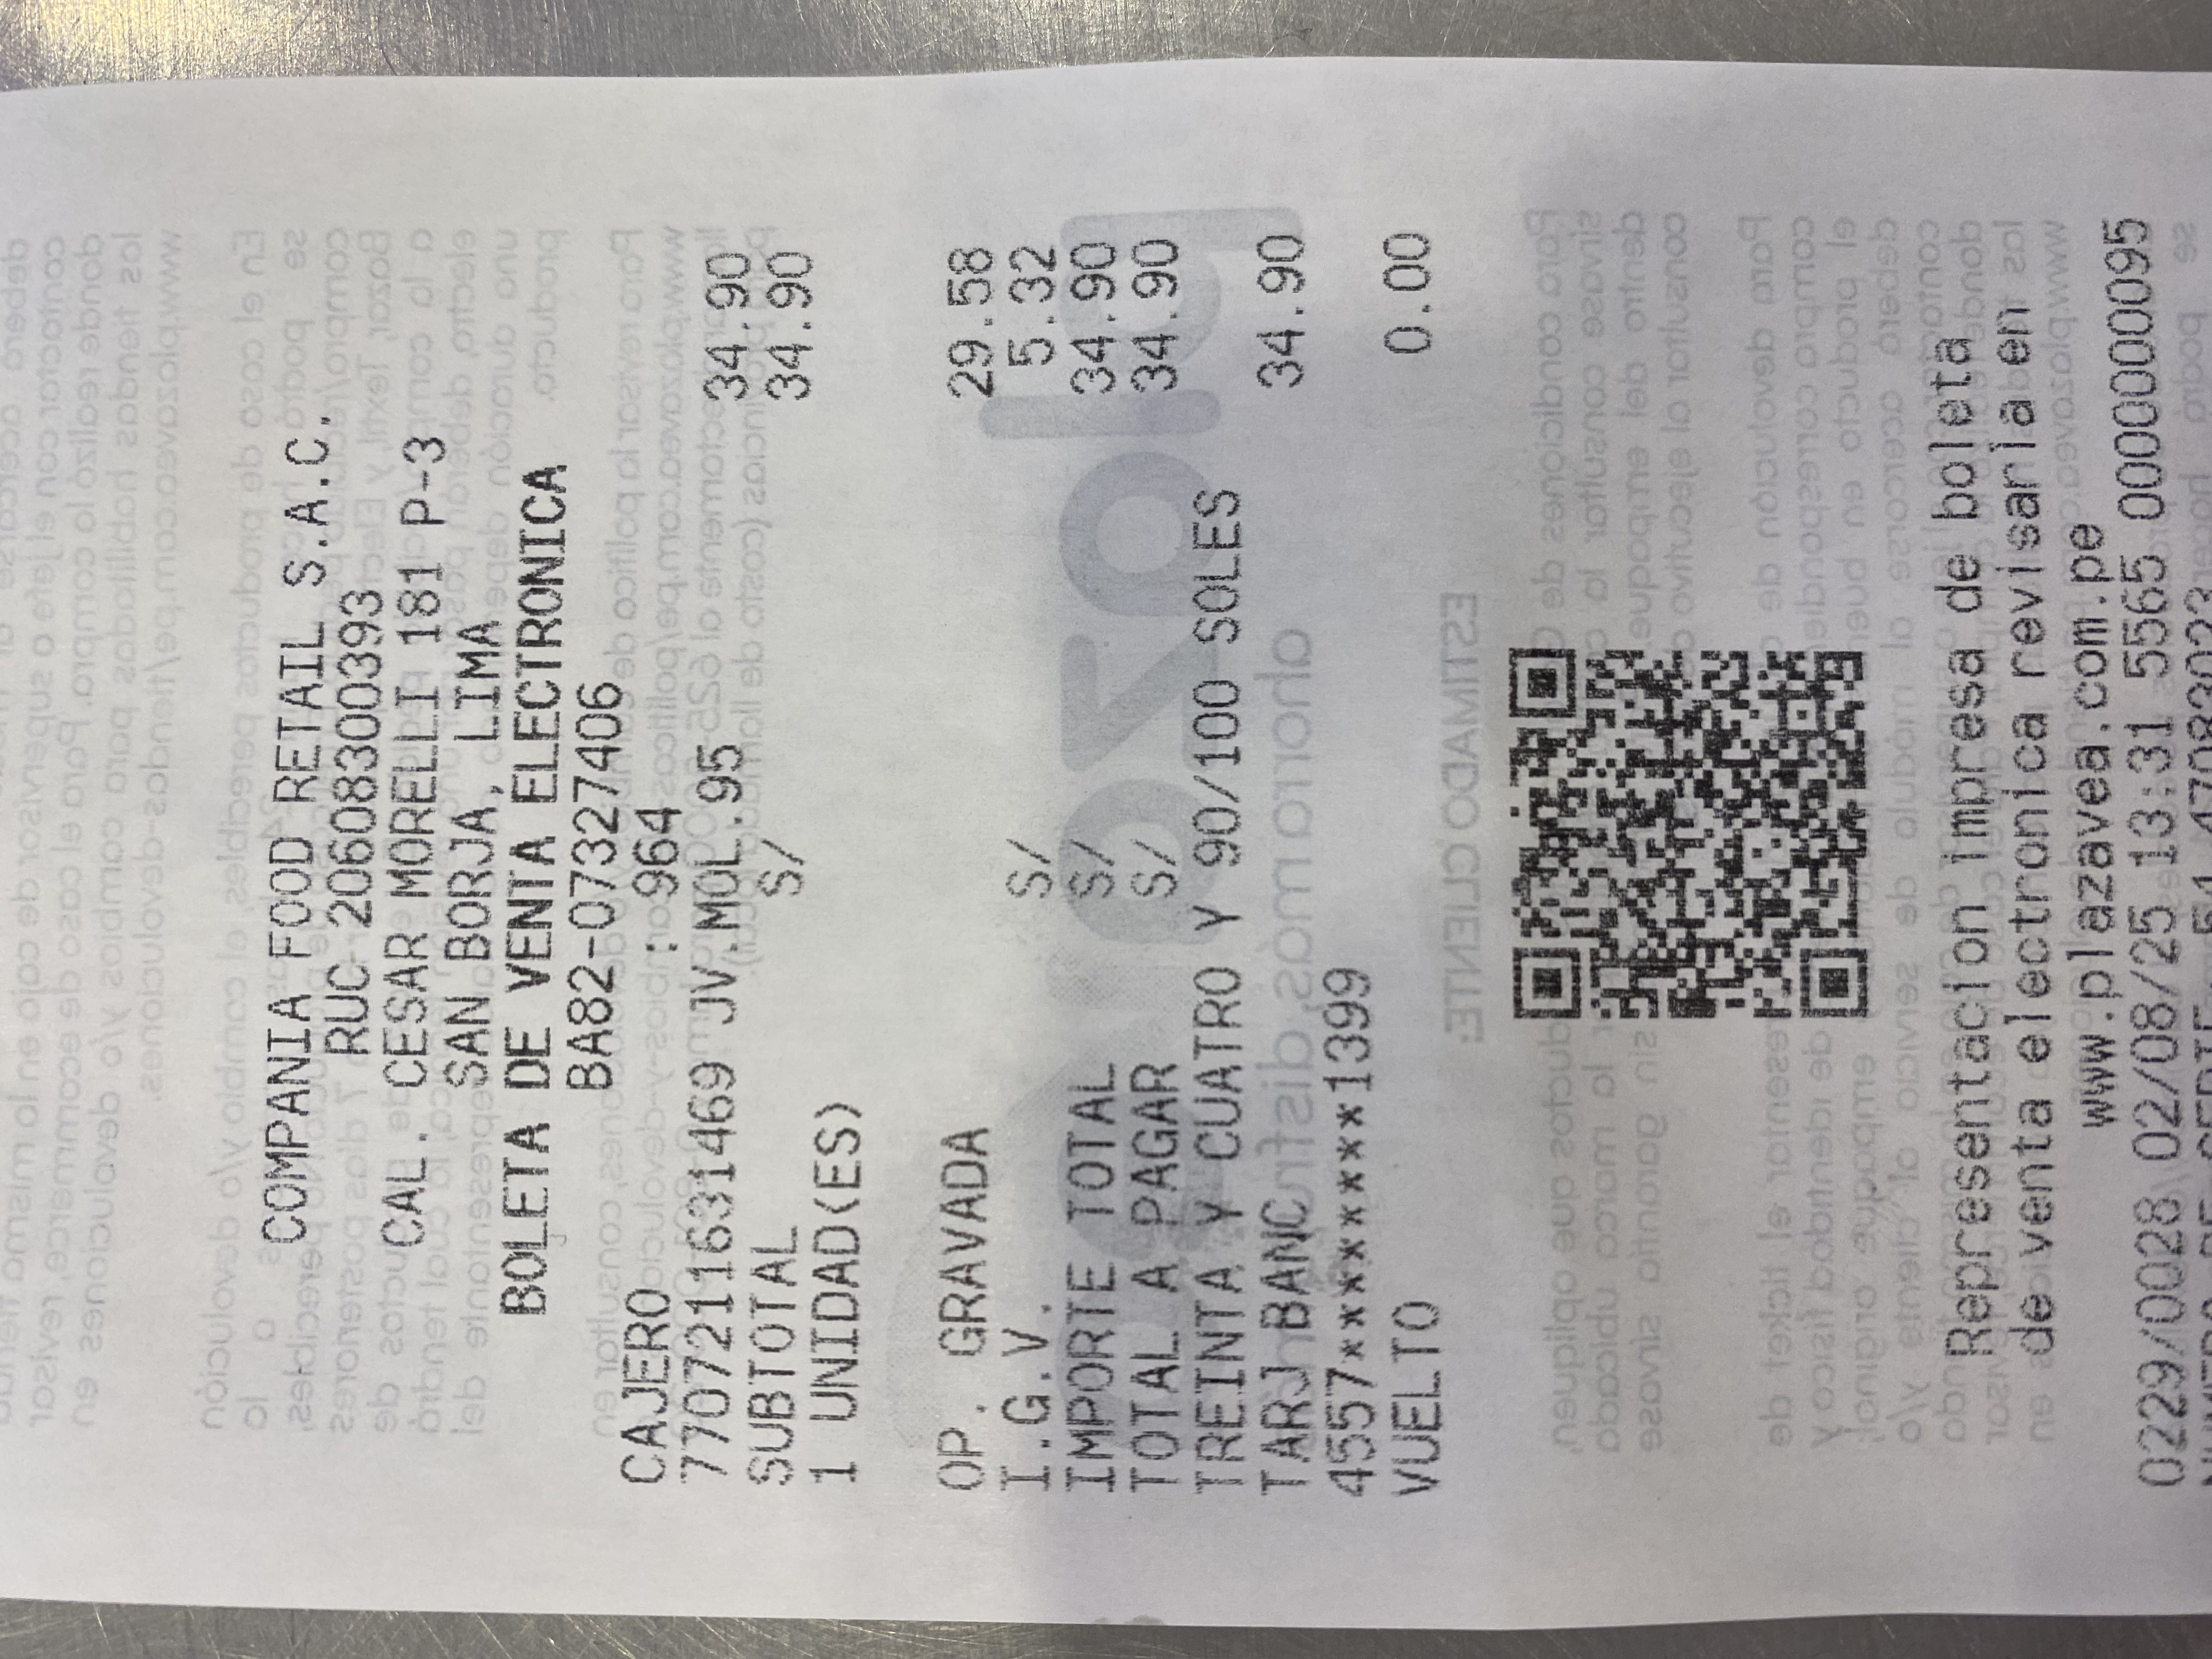 COMPANIA FOOD RETAIL S.A.C.
RUC 20608300393
CAL. CESAR MORELLI 181 P-3
SAN BORJA, LIMA
BOLETA DE VENTA ELECTRONICA
BA82-07327406
CAJERO : 964
7707211631469 JV.MOL.95 34.90
SUBTOTAL S/ 34.90
1 UNIDAD(ES)
OP. GRAVADA 29.58
I.G.V. S/ 5.32
IMPORTE TOTAL S/ 34.90
TOTAL A PAGAR S/ 34.90
TREINTA Y CUATRO Y 90/100 SOLES
TARJ BANC 34.90
4557********1399
VUELTO 0.00
Representacion impresa de boleta
de venta electronica revisarla en
www.plazavea.com.pe
0229/0028 02/08/25 13:31 5565 0000000095